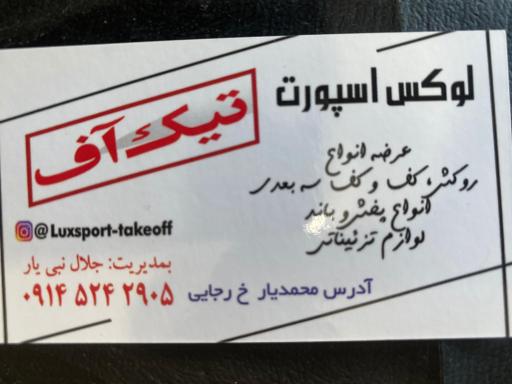 لوکس اسپورت
تیک آف
عرضه انواع
روکش، کف و کف سه بعدی
انواع پخش و باند
لوازم تزئیناتی
@Luxsport-takeoff
بمدیریت: جلال نبی یار
۰۹۱۴ ۵۲۴ ۲۹۰۵
آدرس محمدیار خ رجایی